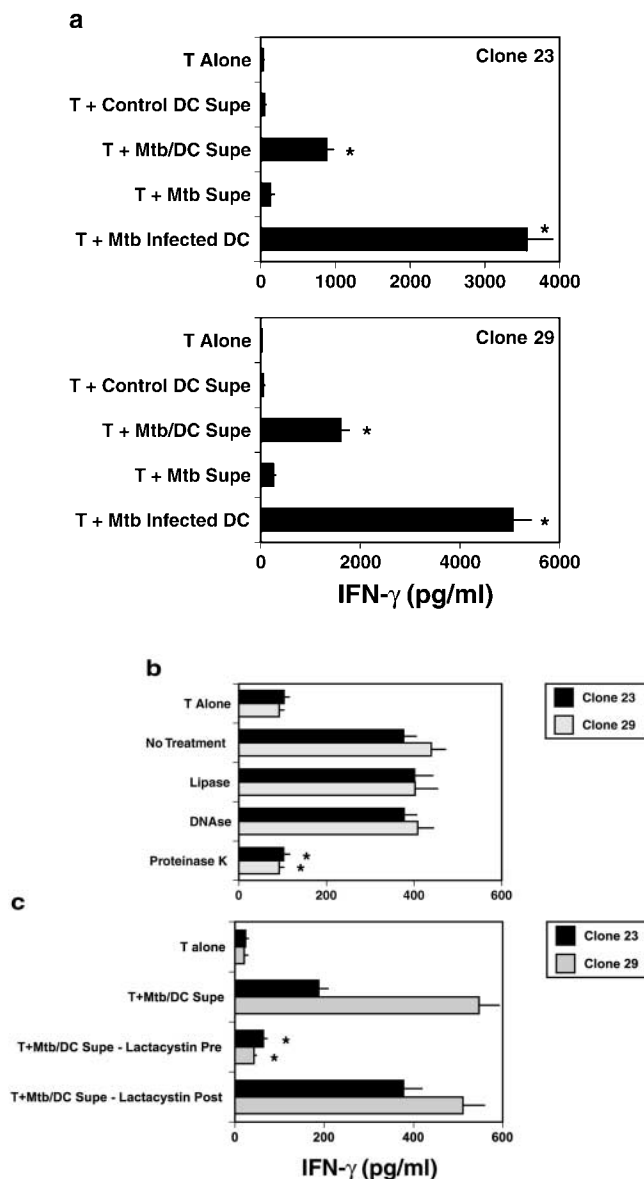 a
Clone 23
T Alone
T + Control DC Supe
T + Mtb/DC Supe
*
T + Mtb Supe
T + Mtb Infected DC
*
0 1000 2000 3000 4000
Clone 29
T Alone
T + Control DC Supe
T + Mtb/DC Supe
*
T + Mtb Supe
T + Mtb Infected DC
*
0 2000 4000 6000
IFN-γ (pg/ml)
b
T Alone
No Treatment
Lipase
DNAse
Proteinase K
*
*
0 200 400 600
Clone 23
Clone 29
c
T alone
T+Mtb/DC Supe
T+Mtb/DC Supe - Lactacystin Pre
*
*
T+Mtb/DC Supe - Lactacystin Post
0 200 400 600
IFN-γ (pg/ml)
Clone 23
Clone 29